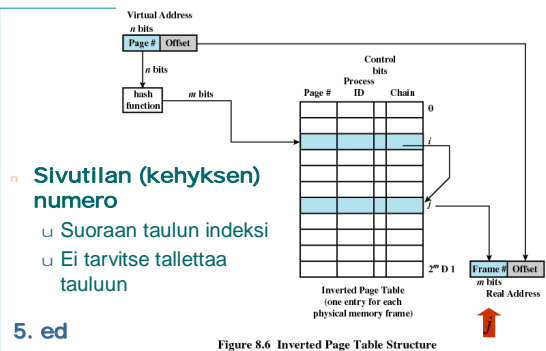 Virtual Address
n bits
Page # Offset
n bits
hash
function
m bits
Control
bits
Process
Page # ID Chain
0
i
j
2^m D 1
Inverted Page Table
(one entry for each
physical memory frame)
Frame # Offset
m bits
Real Address
j
n Sivutilan (kehyksen)
numero
u Suoraan taulun indeksi
u Ei tarvitse tallettaa
tauluun
5. ed
Figure 8.6 Inverted Page Table Structure